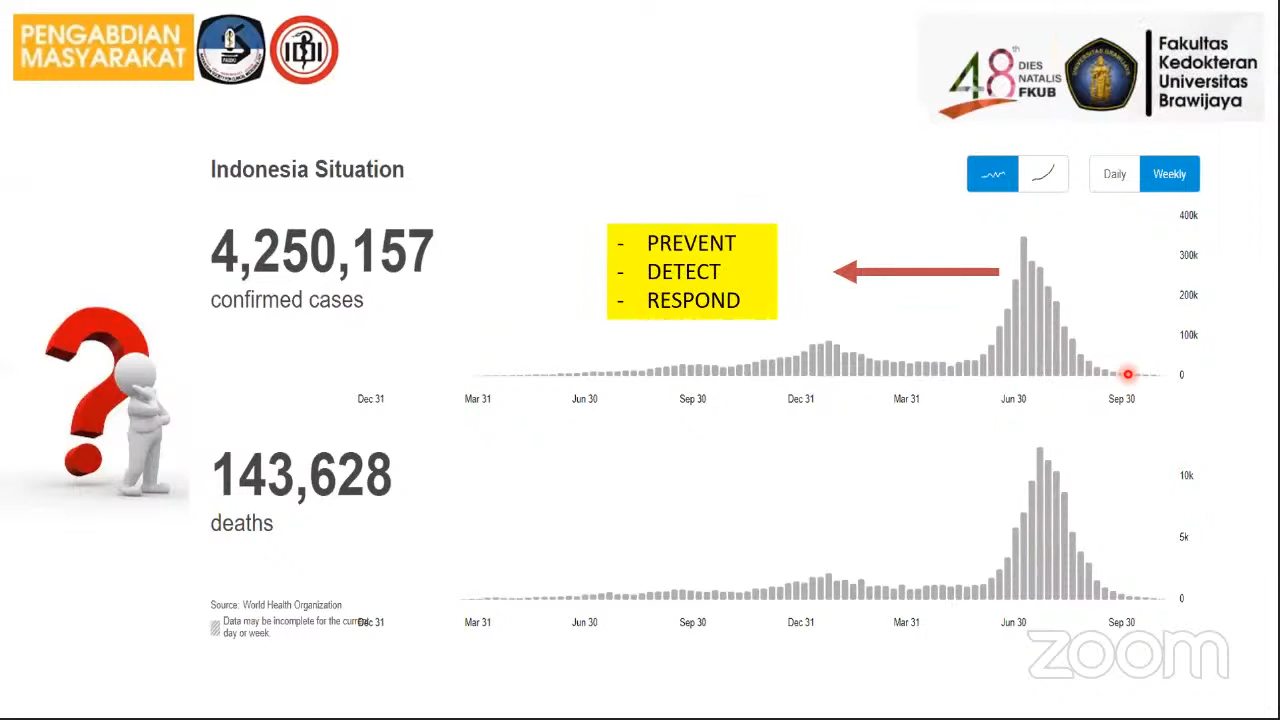 PENGABDIAN
MASYARAKAT
IDI
48th DIES
NATALIS
FKUB
UNIVERSITAS BRAWIJAYA
Fakultas
Kedokteran
Universitas
Brawijaya
Indonesia Situation
Daily Weekly
4,250,157
confirmed cases
- PREVENT
- DETECT
- RESPOND
400k
300k
200k
100k
0
Dec 31 Mar 31 Jun 30 Sep 30 Dec 31 Mar 31 Jun 30 Sep 30
143,628
deaths
10k
5k
0
Source: World Health Organization
Data may be incomplete for the current
day or week.
Dec 31 Mar 31 Jun 30 Sep 30 Dec 31 Mar 31 Jun 30 Sep 30
zoom